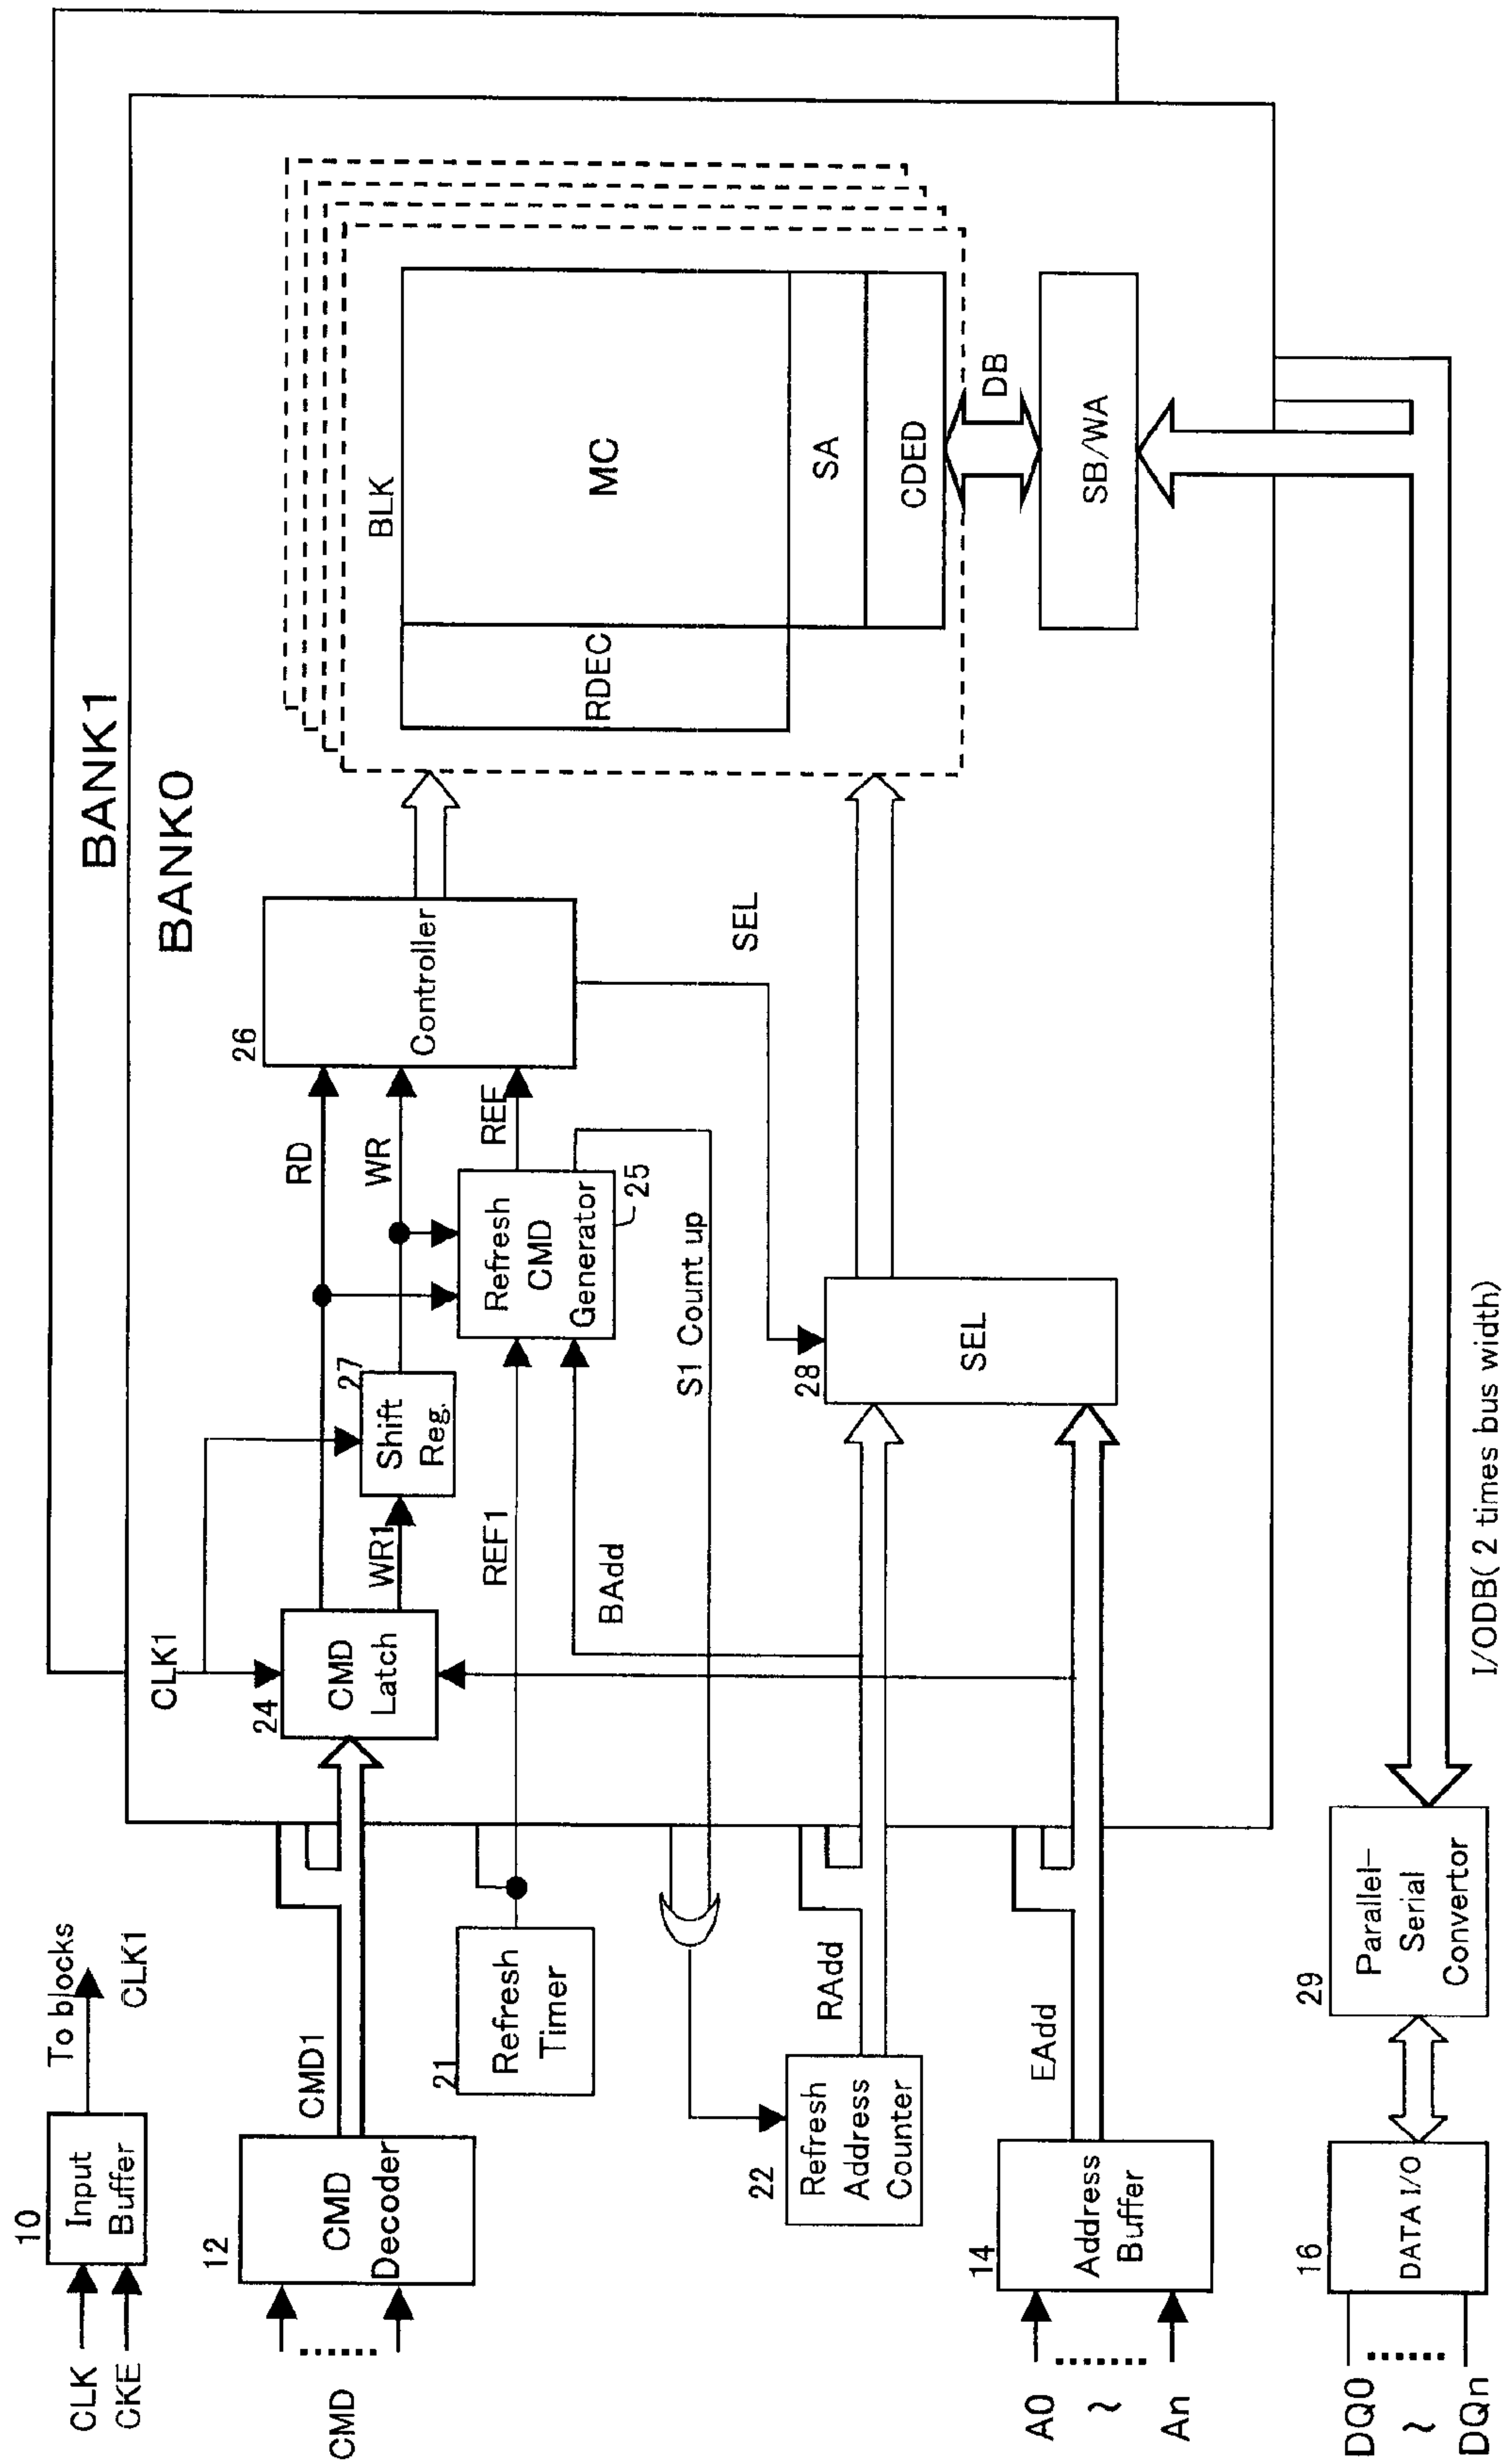 BANK1
BANK0
10
Input
Buffer
CLK
CKE
To blocks
CLK1
12
CMD
Decoder
CMD
CMD1
CLK1
24
CMD
Latch
WR1
27
Shift
Reg.
RD
WR
REF
26
Controller
21
Refresh
Timer
REF1
Refresh
CMD
Generator
25
BAdd
S1 Count up
SEL
22
Refresh
Address
Counter
RAdd
28
SEL
14
Address
Buffer
A0
~
An
EAdd
BLK
RDEC
MC
SA
CDED
DB
SB/WA
16
DATA I/O
DQ0
~
DQn
29
Parallel-
Serial
Convertor
I/ODB( 2 times bus width)